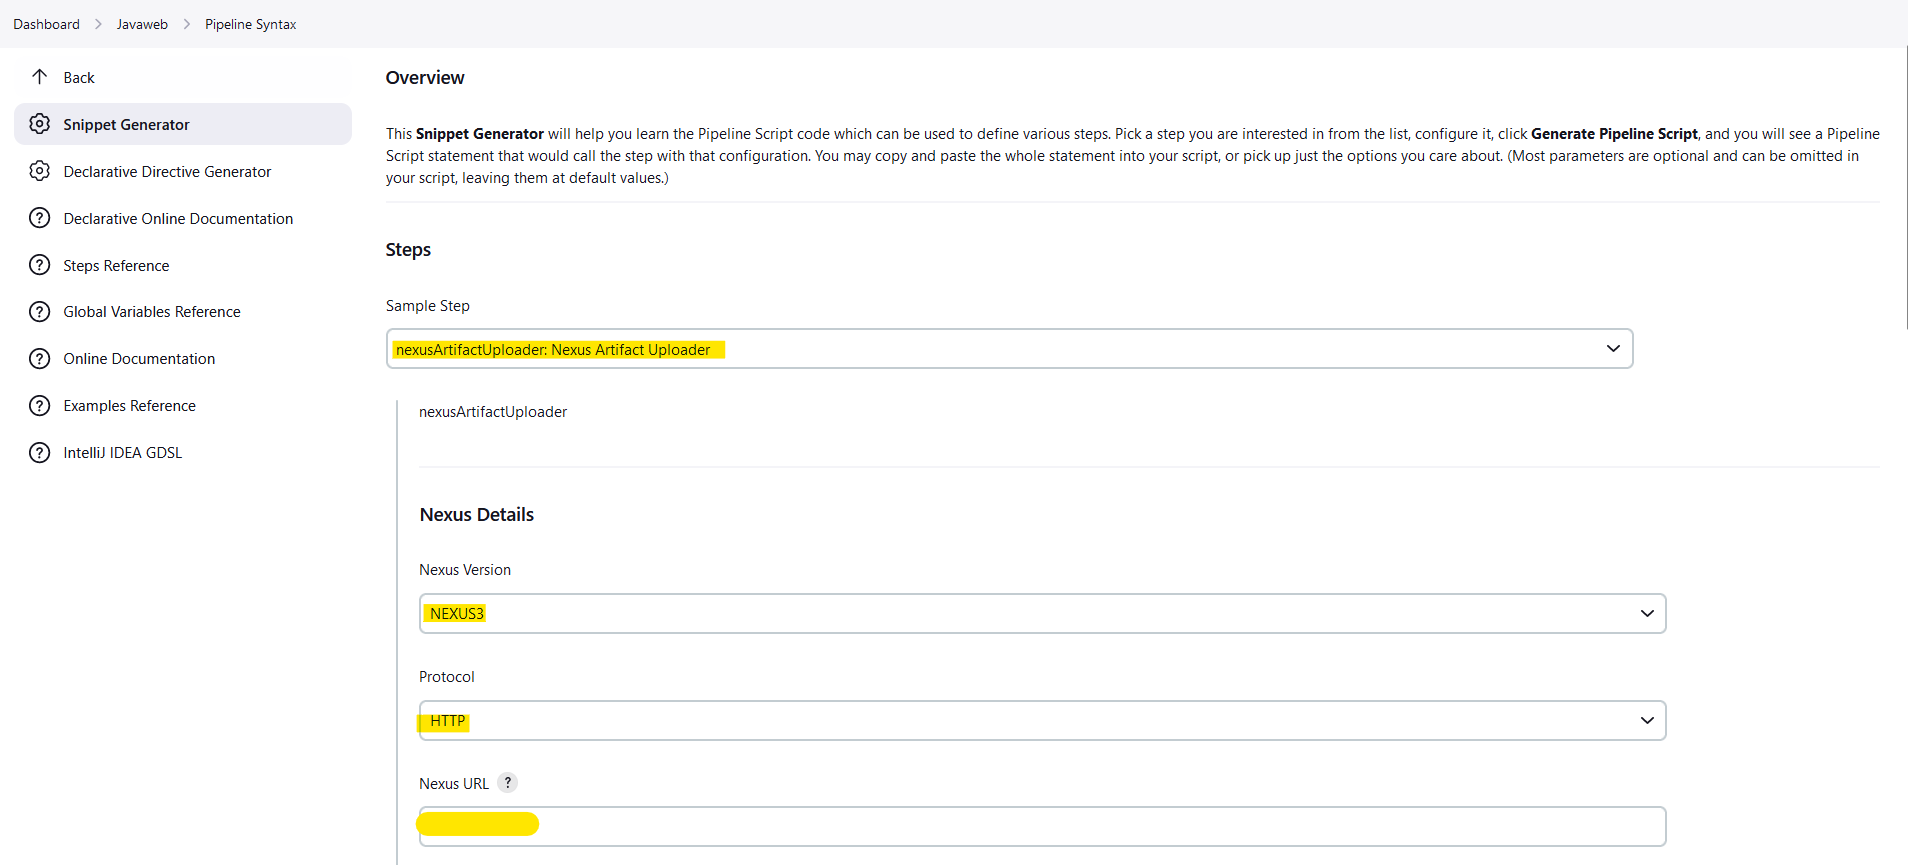 Dashboard > Javaweb > Pipeline Syntax
Back
Snippet Generator
Declarative Directive Generator
Declarative Online Documentation
Steps Reference
Global Variables Reference
Online Documentation
Examples Reference
IntelliJ IDEA GDSL
Overview
This Snippet Generator will help you learn the Pipeline Script code which can be used to define various steps. Pick a step you are interested in from the list, configure it, click Generate Pipeline Script, and you will see a Pipeline
Script statement that would call the step with that configuration. You may copy and paste the whole statement into your script, or pick up just the options you care about. (Most parameters are optional and can be omitted in
your script, leaving them at default values.)
Steps
Sample Step
nexusArtifactUploader: Nexus Artifact Uploader
nexusArtifactUploader
Nexus Details
Nexus Version
NEXUS3
Protocol
HTTP
Nexus URL ?